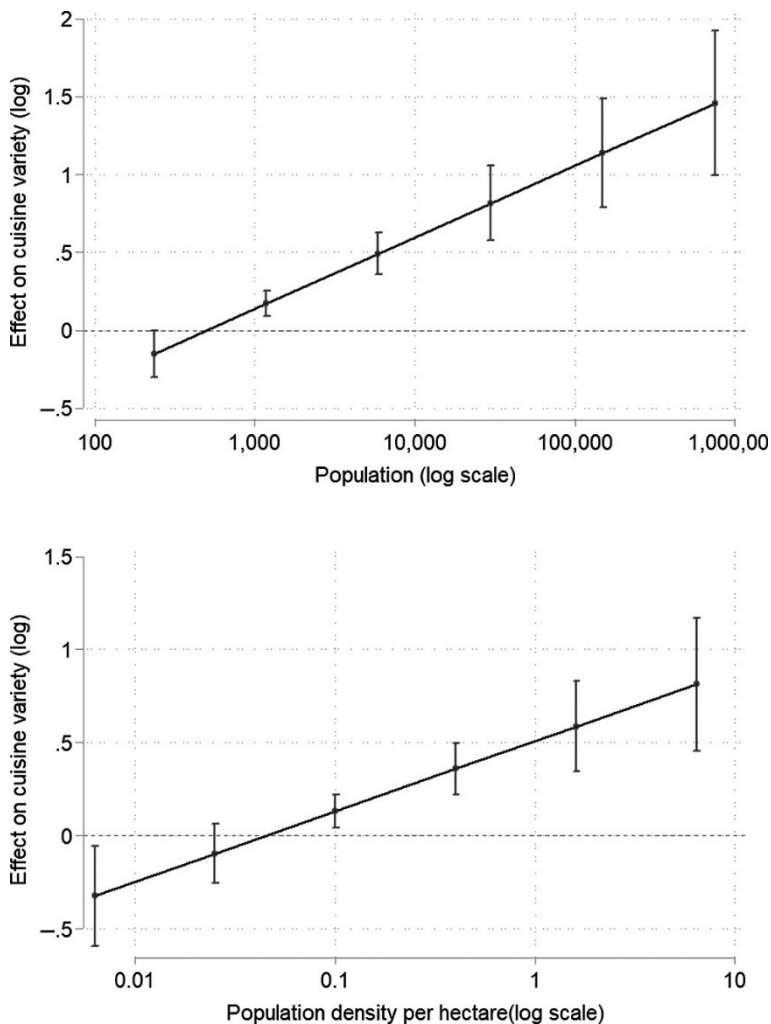 2
1.5
1
.5
0
–.5
Effect on cuisine variety (log)
100 1,000 10,000 100,000 1,000,00
Population (log scale)
1.5
1
.5
0
–.5
Effect on cuisine variety (log)
0.01 0.1 1 10
Population density per hectare(log scale)